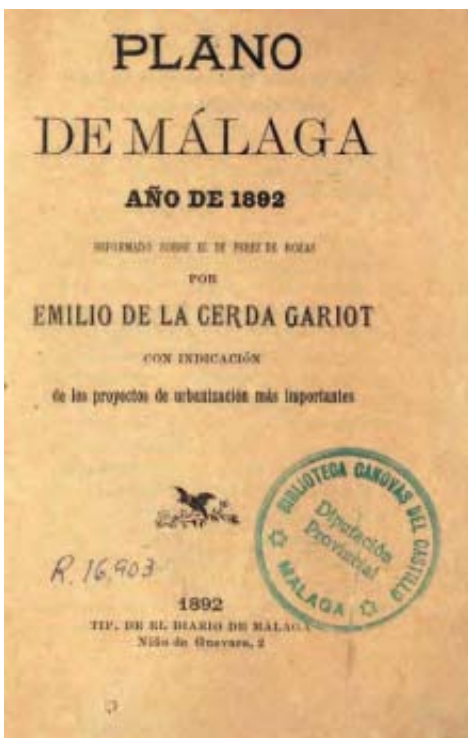 PLANO
DE MÁLAGA
AÑO DE 1892
REFORMADO SOBRE EL DE PEREZ DE ROZAS
POR
EMILIO DE LA CERDA GARIOT
CON INDICACIÓN
de los proyectos de urbanización más importantes
BIBLIOTECA CANOVAS DEL CASTILLO
Diputación
Provincial
MÁLAGA
R. 16,903
1892
TIP. DE EL DIARIO DE MÁLAGA
Niño de Guevara, 2